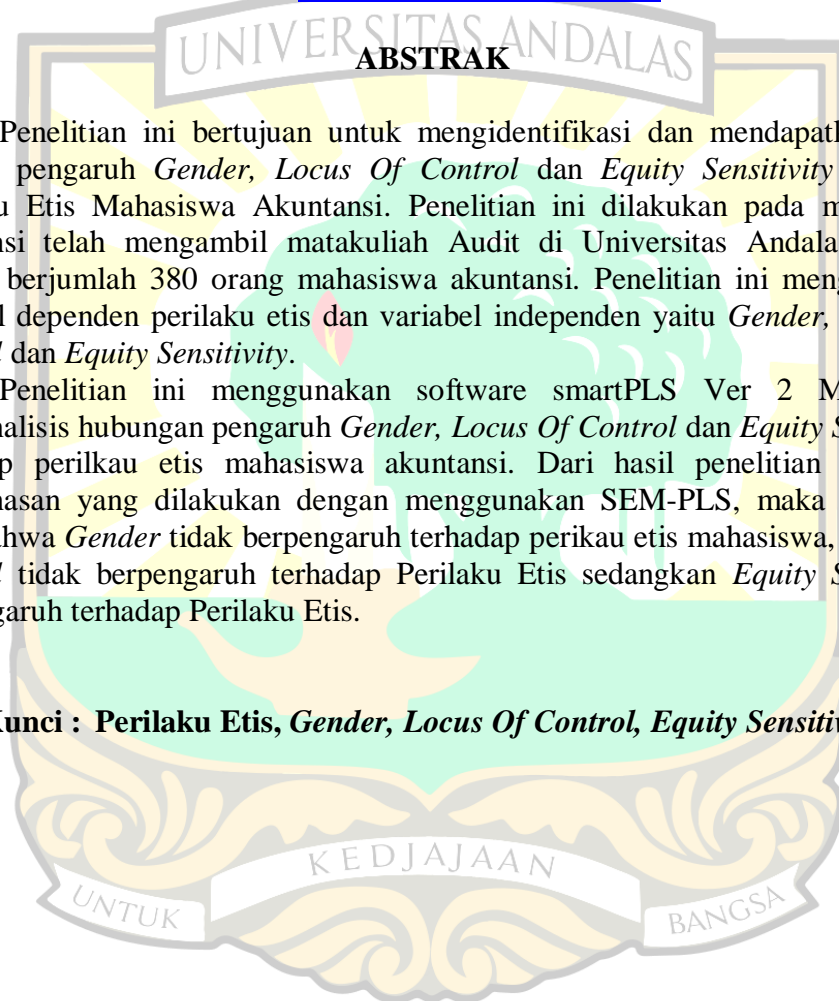 UNIVERSITAS ANDALAS
ABSTRAK
Penelitian ini bertujuan untuk mengidentifikasi dan mendapatk
pengaruh Gender, Locus Of Control dan Equity Sensitivity
u Etis Mahasiswa Akuntansi. Penelitian ini dilakukan pada m
nsi telah mengambil matakuliah Audit di Universitas Andala
berjumlah 380 orang mahasiswa akuntansi. Penelitian ini meng
l dependen perilaku etis dan variabel independen yaitu Gender,
l dan Equity Sensitivity.
Penelitian ini menggunakan software smartPLS Ver 2 M
nalisis hubungan pengaruh Gender, Locus Of Control dan Equity S
p perilkau etis mahasiswa akuntansi. Dari hasil penelitian
hasan yang dilakukan dengan menggunakan SEM-PLS, maka
ahwa Gender tidak berpengaruh terhadap perikau etis mahasiswa,
l tidak berpengaruh terhadap Perilaku Etis sedangkan Equity S
garuh terhadap Perilaku Etis.
Kunci : Perilaku Etis, Gender, Locus Of Control, Equity Sensitiv
KEDJAJAAN
UNTUK BANGSA